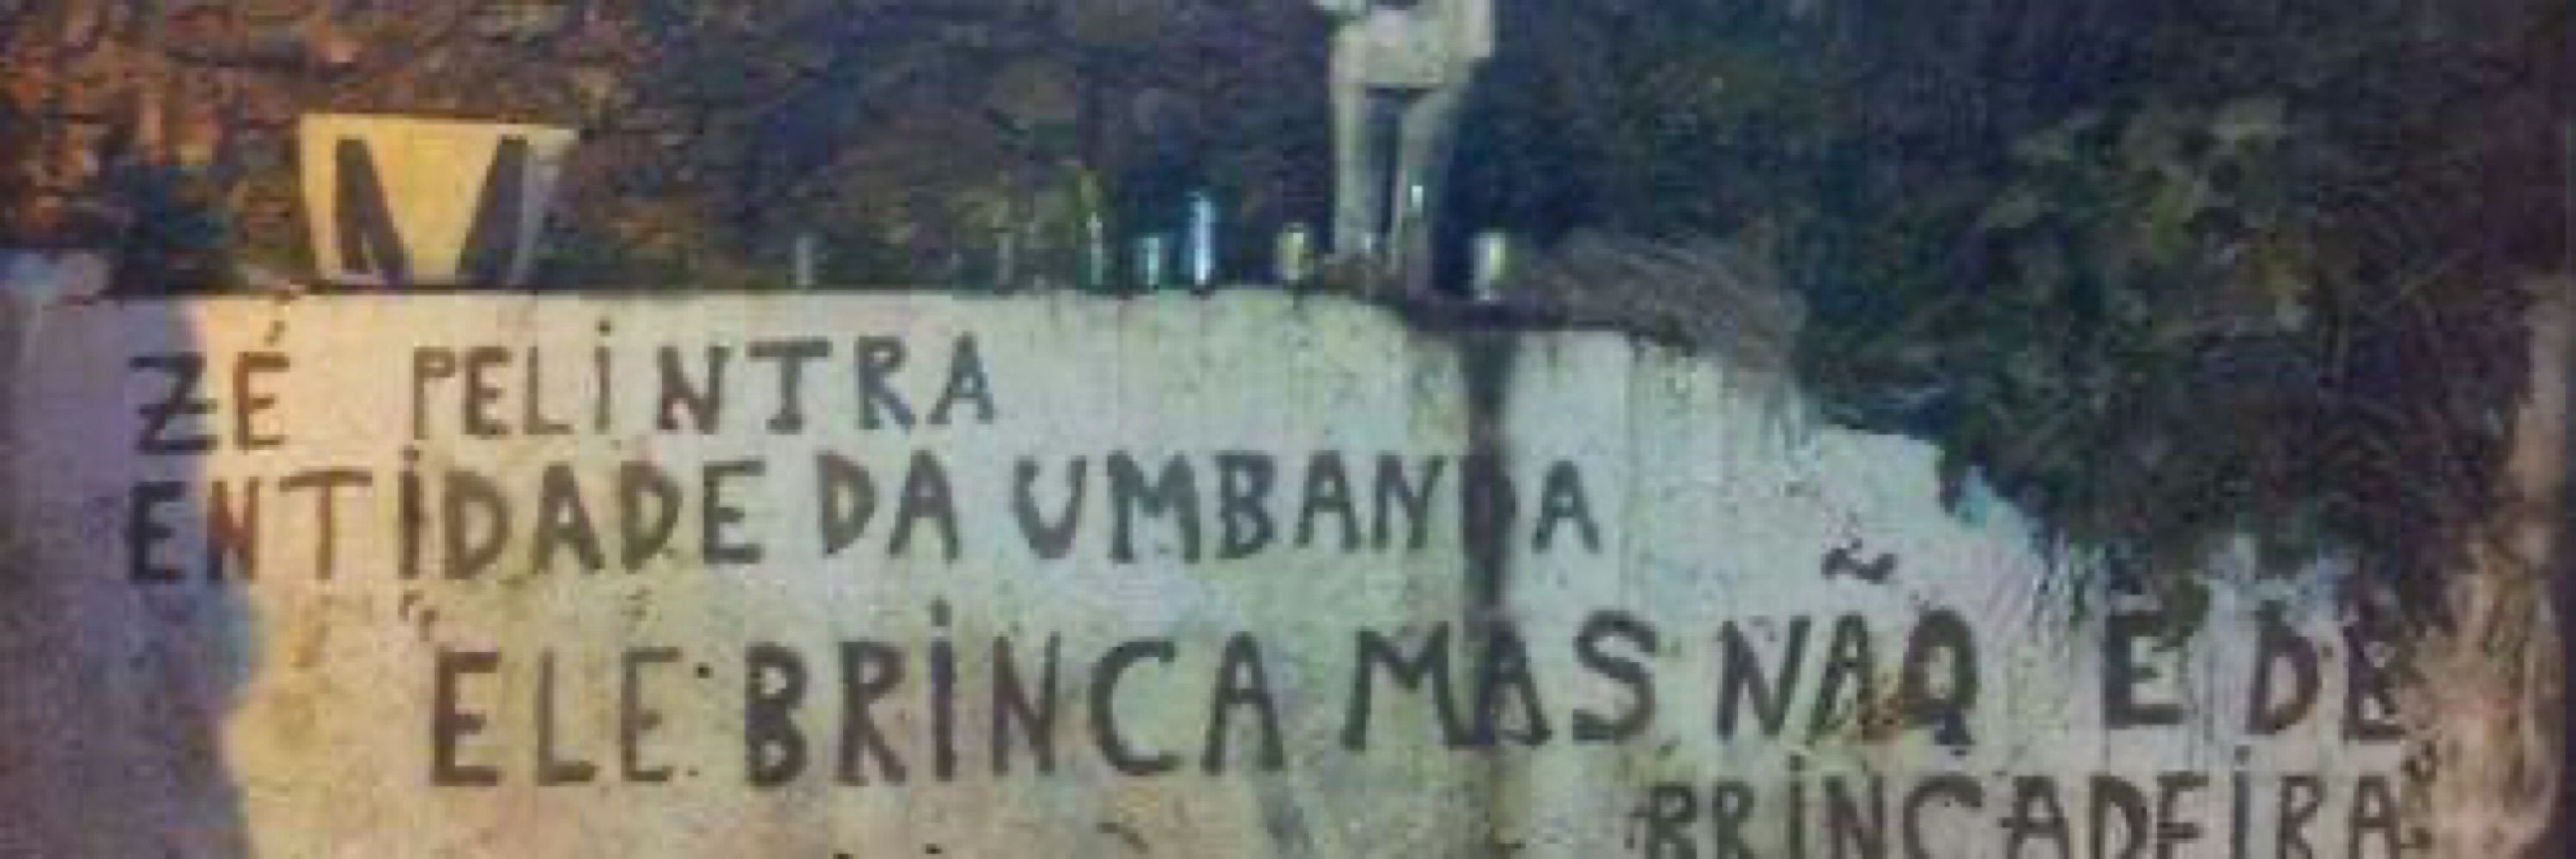 ZÉ PELINTRA
ENTIDADE DA UMBANDA
"ELE BRINCA MAS NÃO É DE
BRINCADEIRA"